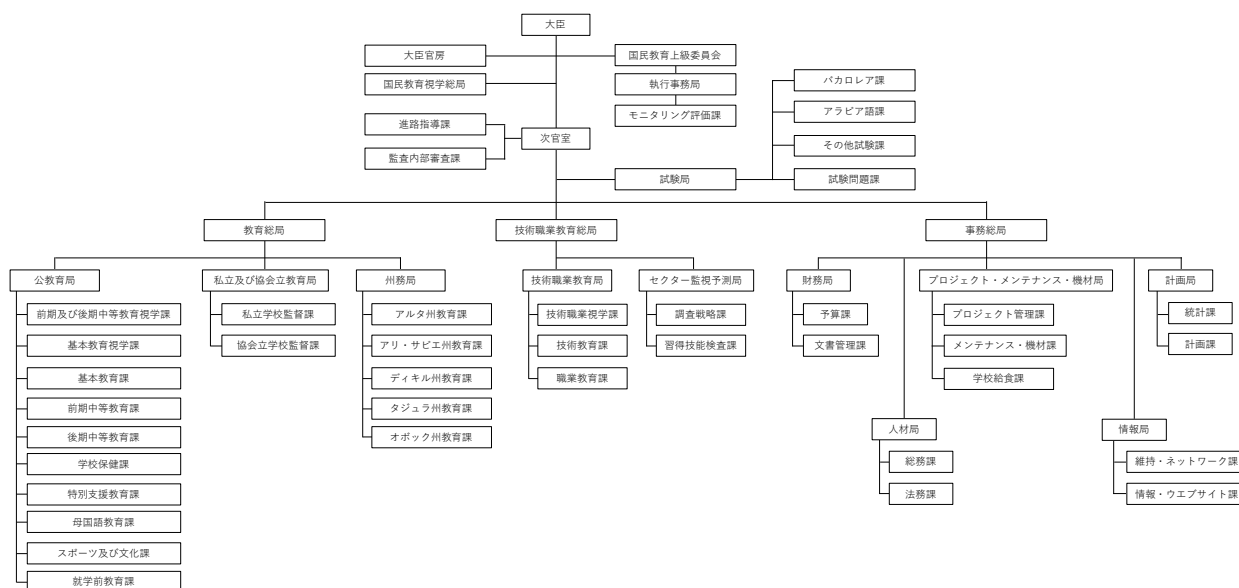 大臣
大臣官房
国民教育上級委員会
国民教育視学総局
執行事務局
モニタリング評価課
進路指導課
次官室
監査内部審査課
試験局
バカロレア課
アラビア語課
その他試験課
試験問題課
教育総局
技術職業教育総局
事務総局
公教育局
前期及び後期中等教育視学課
基本教育視学課
基本教育課
前期中等教育課
後期中等教育課
学校保健課
特別支援教育課
母国語教育課
スポーツ及び文化課
就学前教育課
私立及び協会立教育局
私立学校監督課
協会立学校監督課
州務局
アルタ州教育課
アリ・サビエ州教育課
ディキル州教育課
タジュラ州教育課
オボック州教育課
技術職業教育局
技術職業視学課
技術教育課
職業教育課
セクター監視予測局
調査戦略課
習得技能検査課
財務局
予算課
文書管理課
人材局
総務課
法務課
プロジェクト・メンテナンス・機材局
プロジェクト管理課
メンテナンス・機材課
学校給食課
情報局
維持・ネットワーク課
情報・ウエブサイト課
計画局
統計課
計画課